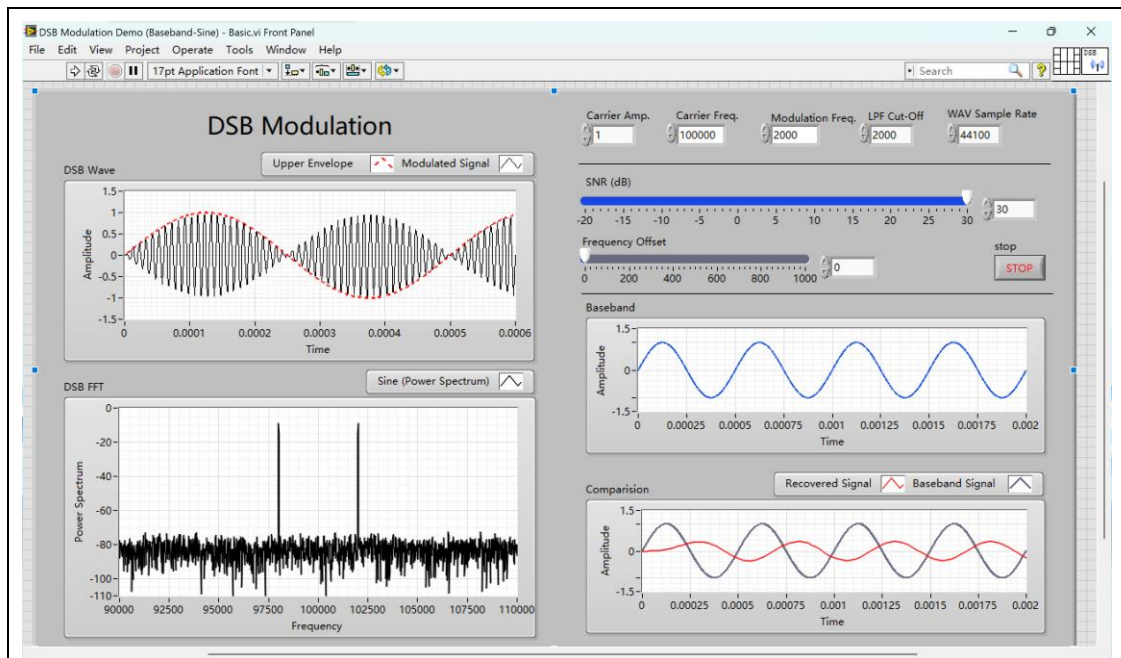 DSB Modulation Demo (Baseband-Sine) - Basic.vi Front Panel
File Edit View Project Operate Tools Window Help
17pt Application Font
Search
DSB
DSB Modulation
Carrier Amp. Carrier Freq. Modulation Freq. LPF Cut-Off WAV Sample Rate
1 100000 2000 2000 44100
DSB Wave
Upper Envelope Modulated Signal
1.5
1
0.5
0
-0.5
-1
-1.5
Amplitude
0 0.0001 0.0002 0.0003 0.0004 0.0005 0.0006
Time
SNR (dB)
-20 -15 -10 -5 0 5 10 15 20 25 30
30
Frequency Offset
0 200 400 600 800 1000
0
stop
STOP
Baseband
1.5
0
-1.5
Amplitude
0 0.00025 0.0005 0.00075 0.001 0.00125 0.0015 0.00175 0.002
Time
DSB FFT
Sine (Power Spectrum)
0
-20
-40
-60
-80
-100
-110
Power Spectrum
90000 92500 95000 97500 100000 102500 105000 107500 110000
Frequency
Comparision
Recovered Signal Baseband Signal
1.5
0
-1.5
Amplitude
0 0.00025 0.0005 0.00075 0.001 0.00125 0.0015 0.00175 0.002
Time